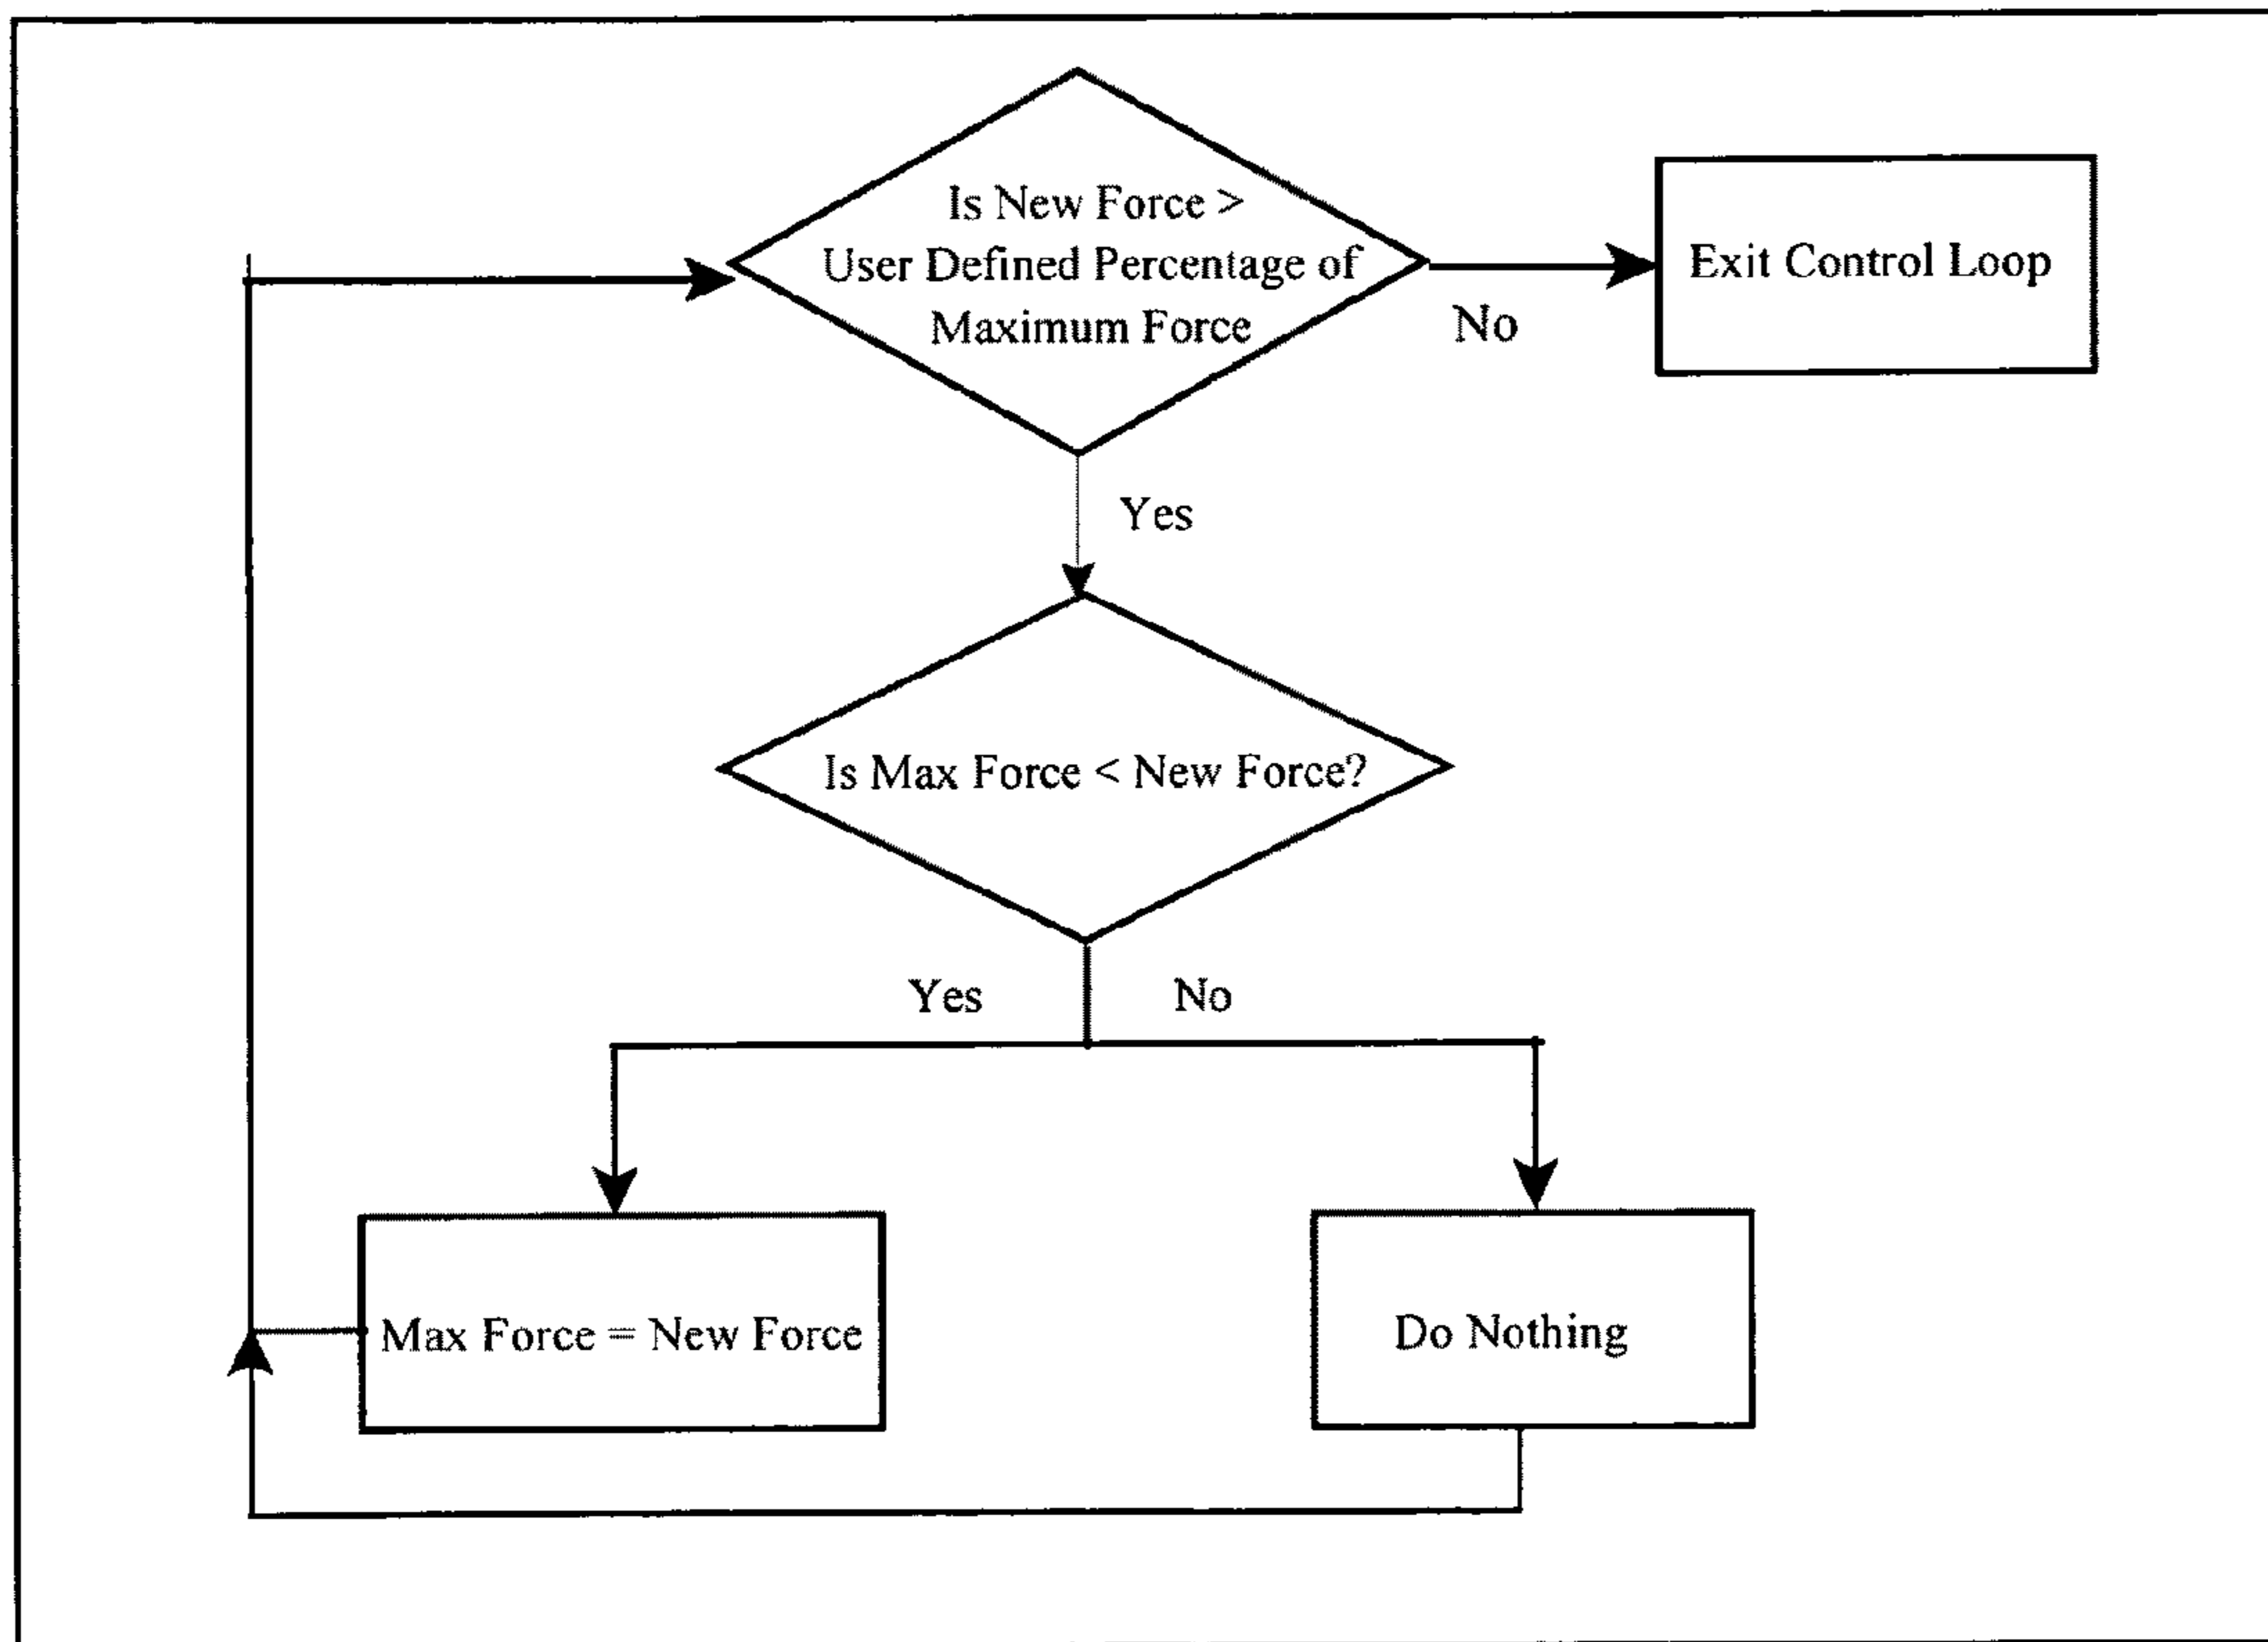 Is New Force >
User Defined Percentage of
Maximum Force
No
Exit Control Loop
Yes
Is Max Force < New Force?
Yes
No
Max Force = New Force
Do Nothing